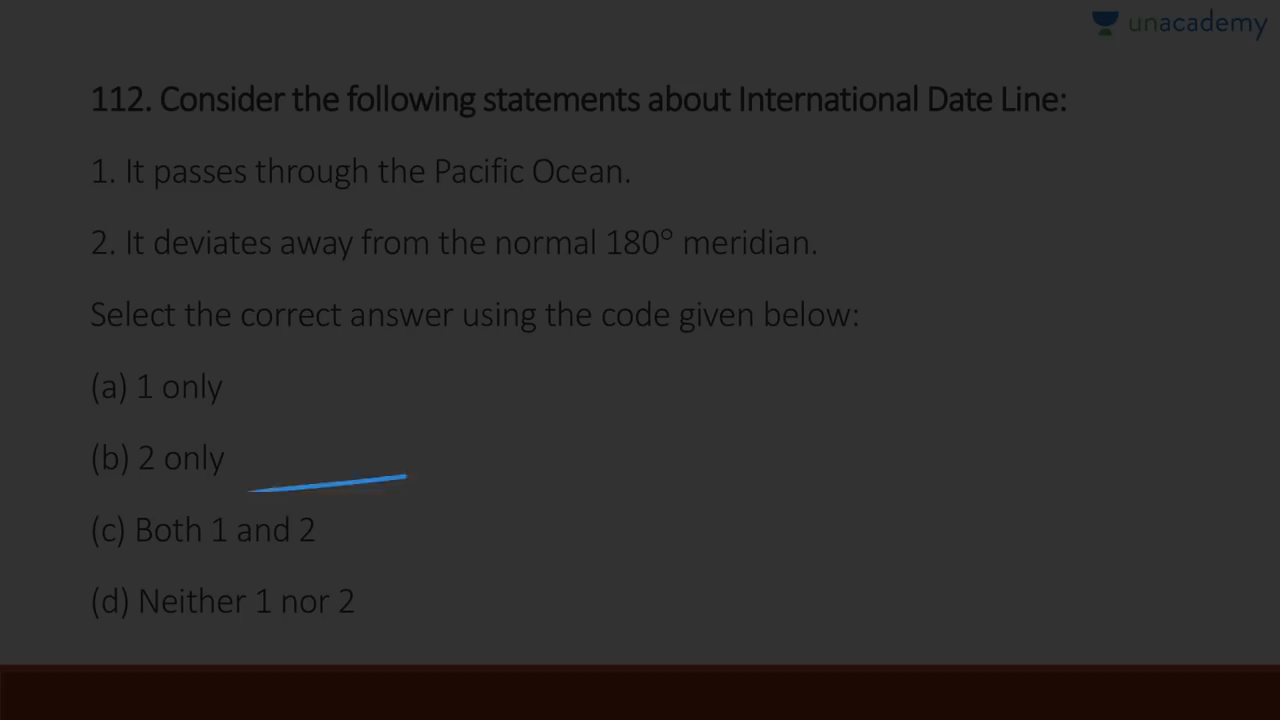 unacademy
112. Consider the following statements about International Date Line:
1. It passes through the Pacific Ocean.
2. It deviates away from the normal 180° meridian.
Select the correct answer using the code given below:
(a) 1 only
(b) 2 only
(c) Both 1 and 2
(d) Neither 1 nor 2